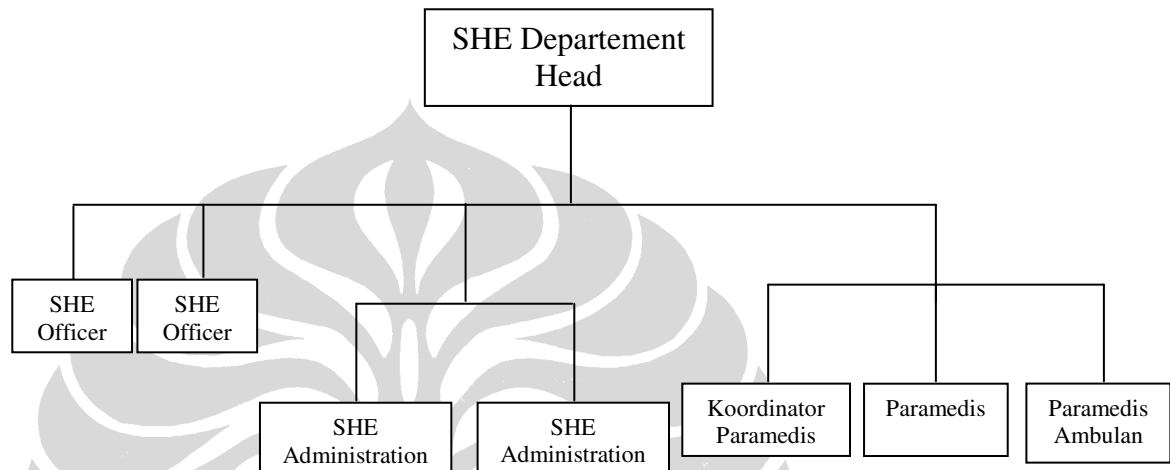 SHE Departement
Head
SHE
Officer
SHE
Officer
SHE
Administration
SHE
Administration
Koordinator
Paramedis
Paramedis
Paramedis
Ambulan